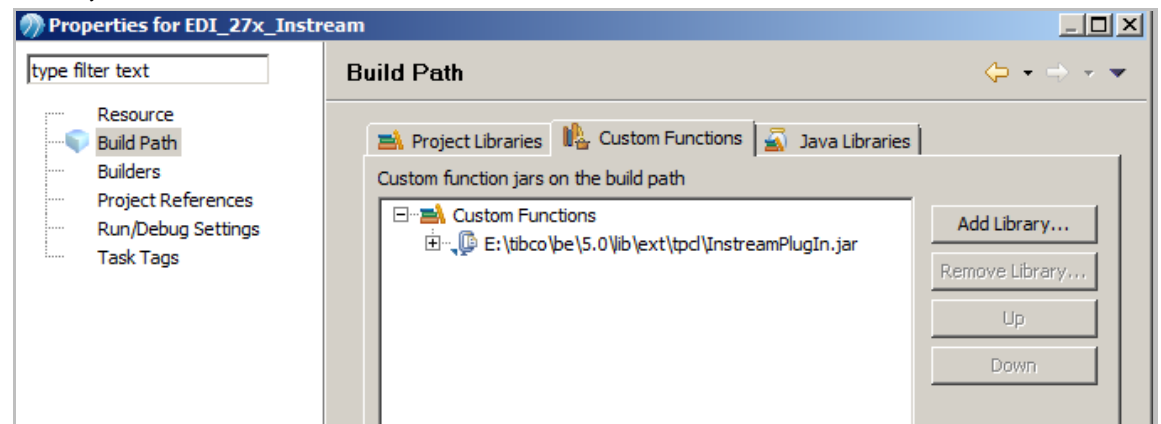 Properties for EDI_27x_Instream
type filter text
Build Path
Resource
Build Path
Builders
Project References
Run/Debug Settings
Task Tags
Project Libraries
Custom Functions
Java Libraries
Custom function jars on the build path
Custom Functions
E:\tibco\be\5.0\lib\ext\tpcl\InstreamPlugIn.jar
Add Library...
Remove Library...
Up
Down